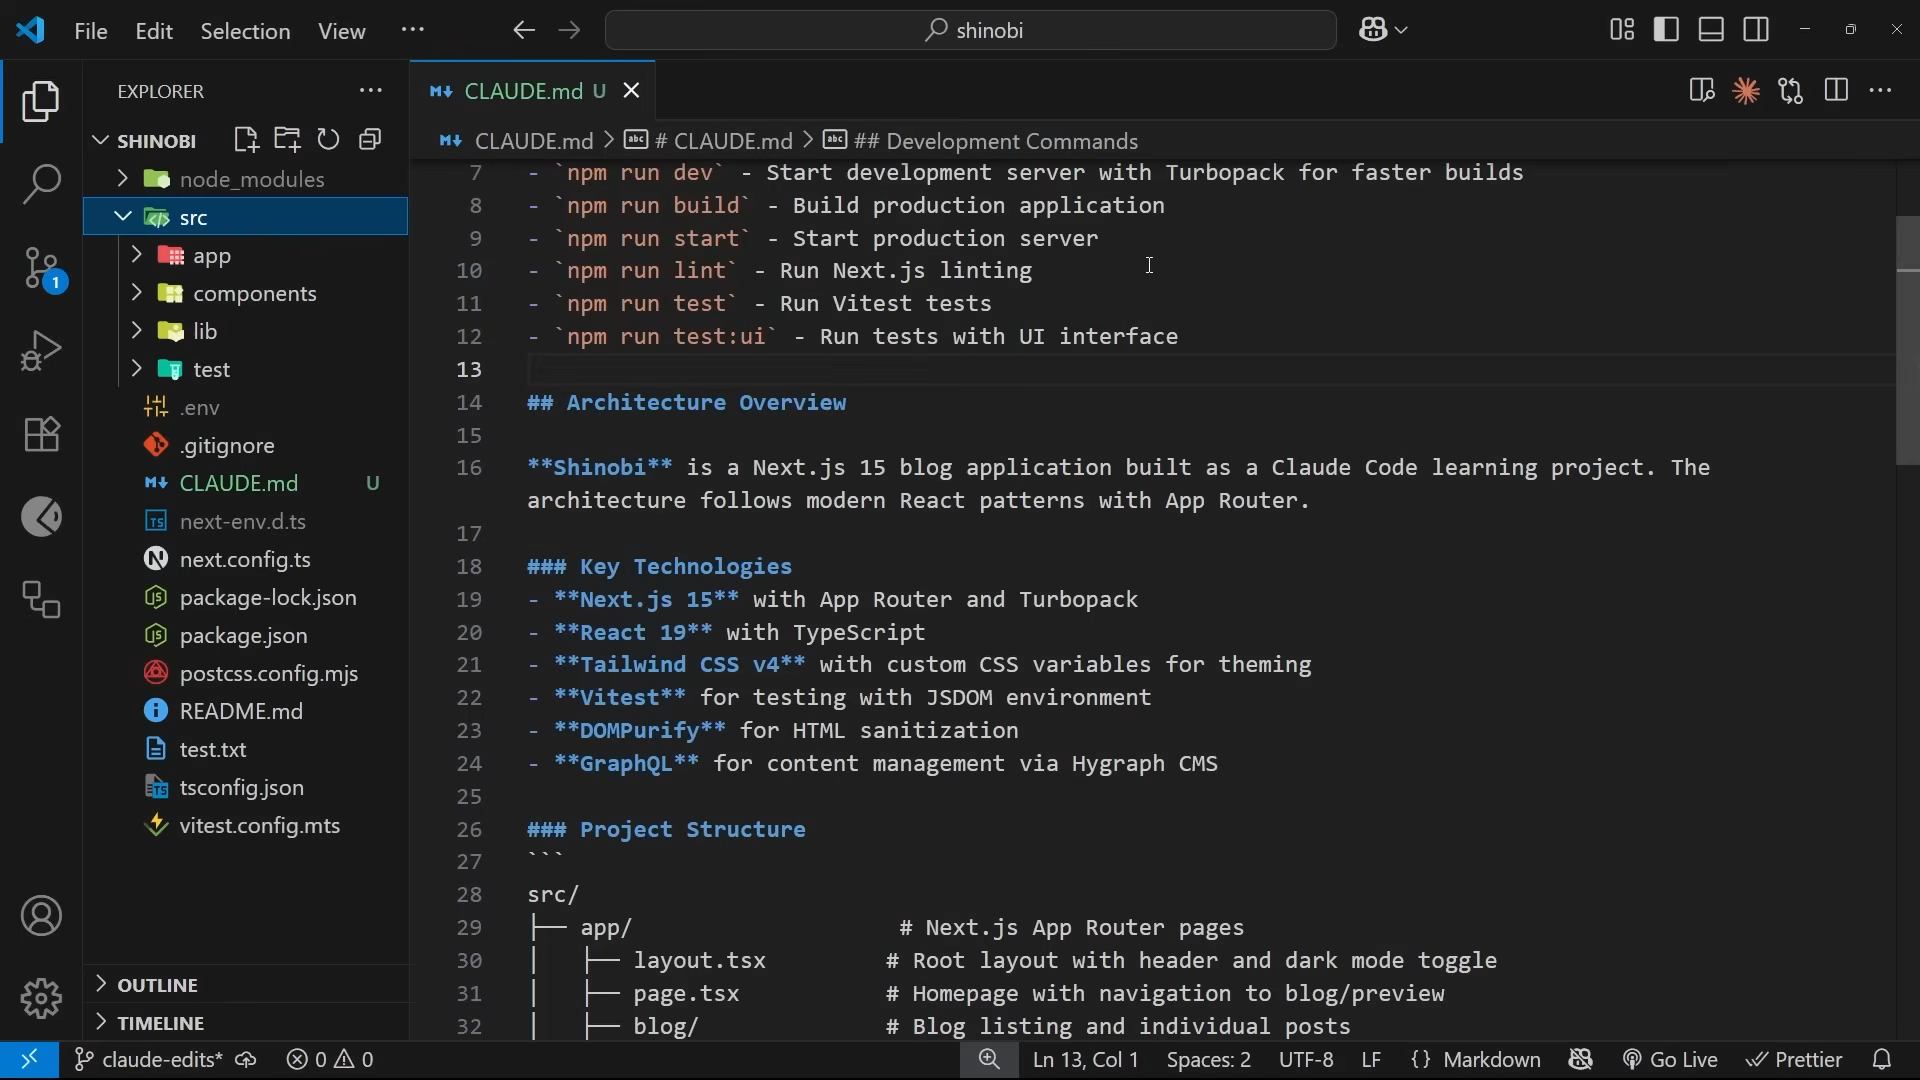 File Edit Selection View ··· shinobi
EXPLORER ···
SHINOBI
node_modules
src
app
components
lib
test
.env
.gitignore
CLAUDE.md U
next-env.d.ts
next.config.ts
package-lock.json
package.json
postcss.config.mjs
README.md
test.txt
tsconfig.json
vitest.config.mts
OUTLINE
TIMELINE
CLAUDE.md U
CLAUDE.md > # CLAUDE.md > ## Development Commands
7 - `npm run dev` - Start development server with Turbopack for faster builds
8 - `npm run build` - Build production application
9 - `npm run start` - Start production server
10 - `npm run lint` - Run Next.js linting
11 - `npm run test` - Run Vitest tests
12 - `npm run test:ui` - Run tests with UI interface
13
14 ## Architecture Overview
15
16 **Shinobi** is a Next.js 15 blog application built as a Claude Code learning project. The
architecture follows modern React patterns with App Router.
17
18 ### Key Technologies
19 - **Next.js 15** with App Router and Turbopack
20 - **React 19** with TypeScript
21 - **Tailwind CSS v4** with custom CSS variables for theming
22 - **Vitest** for testing with JSDOM environment
23 - **DOMPurify** for HTML sanitization
24 - **GraphQL** for content management via Hygraph CMS
25
26 ### Project Structure
27 ```
28 src/
29 ├── app/ # Next.js App Router pages
30 │ ├── layout.tsx # Root layout with header and dark mode toggle
31 │ ├── page.tsx # Homepage with navigation to blog/preview
32 │ ├── blog/ # Blog listing and individual posts
1
claude-edits* 0 0 Ln 13, Col 1 Spaces: 2 UTF-8 LF {} Markdown Go Live Prettier